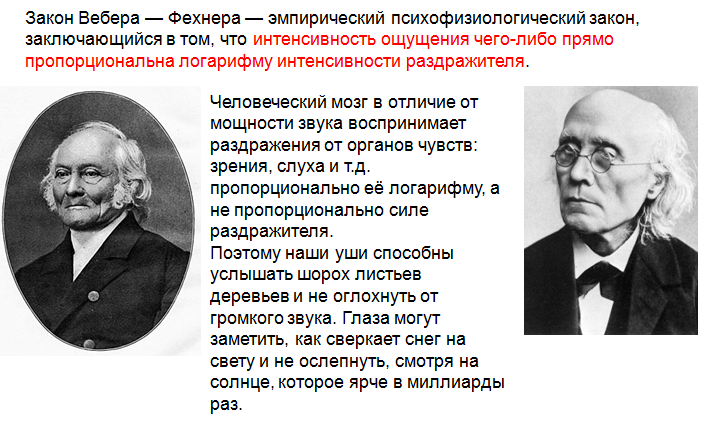 Закон Вебера — Фехнера — эмпирический психофизиологический закон,
заключающийся в том, что интенсивность ощущения чего-либо прямо
пропорциональна логарифму интенсивности раздражителя.
Человеческий мозг в отличие от
мощности звука воспринимает
раздражения от органов чувств:
зрения, слуха и т.д.
пропорционально её логарифму, а
не пропорционально силе
раздражителя.
Поэтому наши уши способны
услышать шорох листьев
деревьев и не оглохнуть от
громкого звука. Глаза могут
заметить, как сверкает снег на
свету и не ослепнуть, смотря на
солнце, которое ярче в миллиарды
раз.